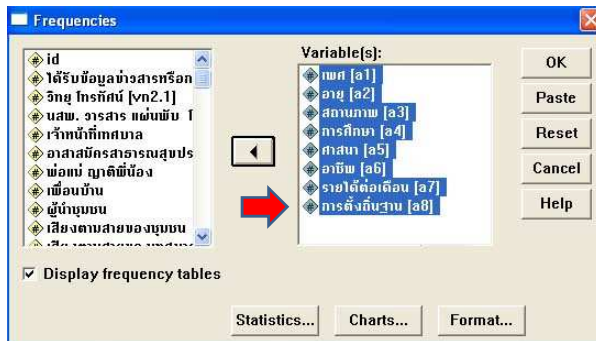 Frequencies
id
ได้รับข้อมูลข่าวสารหรือก
วิทยุ โทรทัศน์ [vn2.1]
นสพ. วารสาร แผ่นพับ
เจ้าหน้าที่เทศบาล
อาสาสมัครสาธารณสุขประ
พ่อแม่ ญาติพี่น้อง
เพื่อนบ้าน
ผู้นำชุมชน
เสียงตามสายของชุมชน
Variable(s):
เพศ [a1]
อายุ [a2]
สถานภาพ [a3]
การศึกษา [a4]
ศาสนา [a5]
อาชีพ [a6]
รายได้ต่อเดือน [a7]
การตั้งถิ่นฐาน [a8]
OK
Paste
Reset
Cancel
Help
Display frequency tables
Statistics...
Charts...
Format...